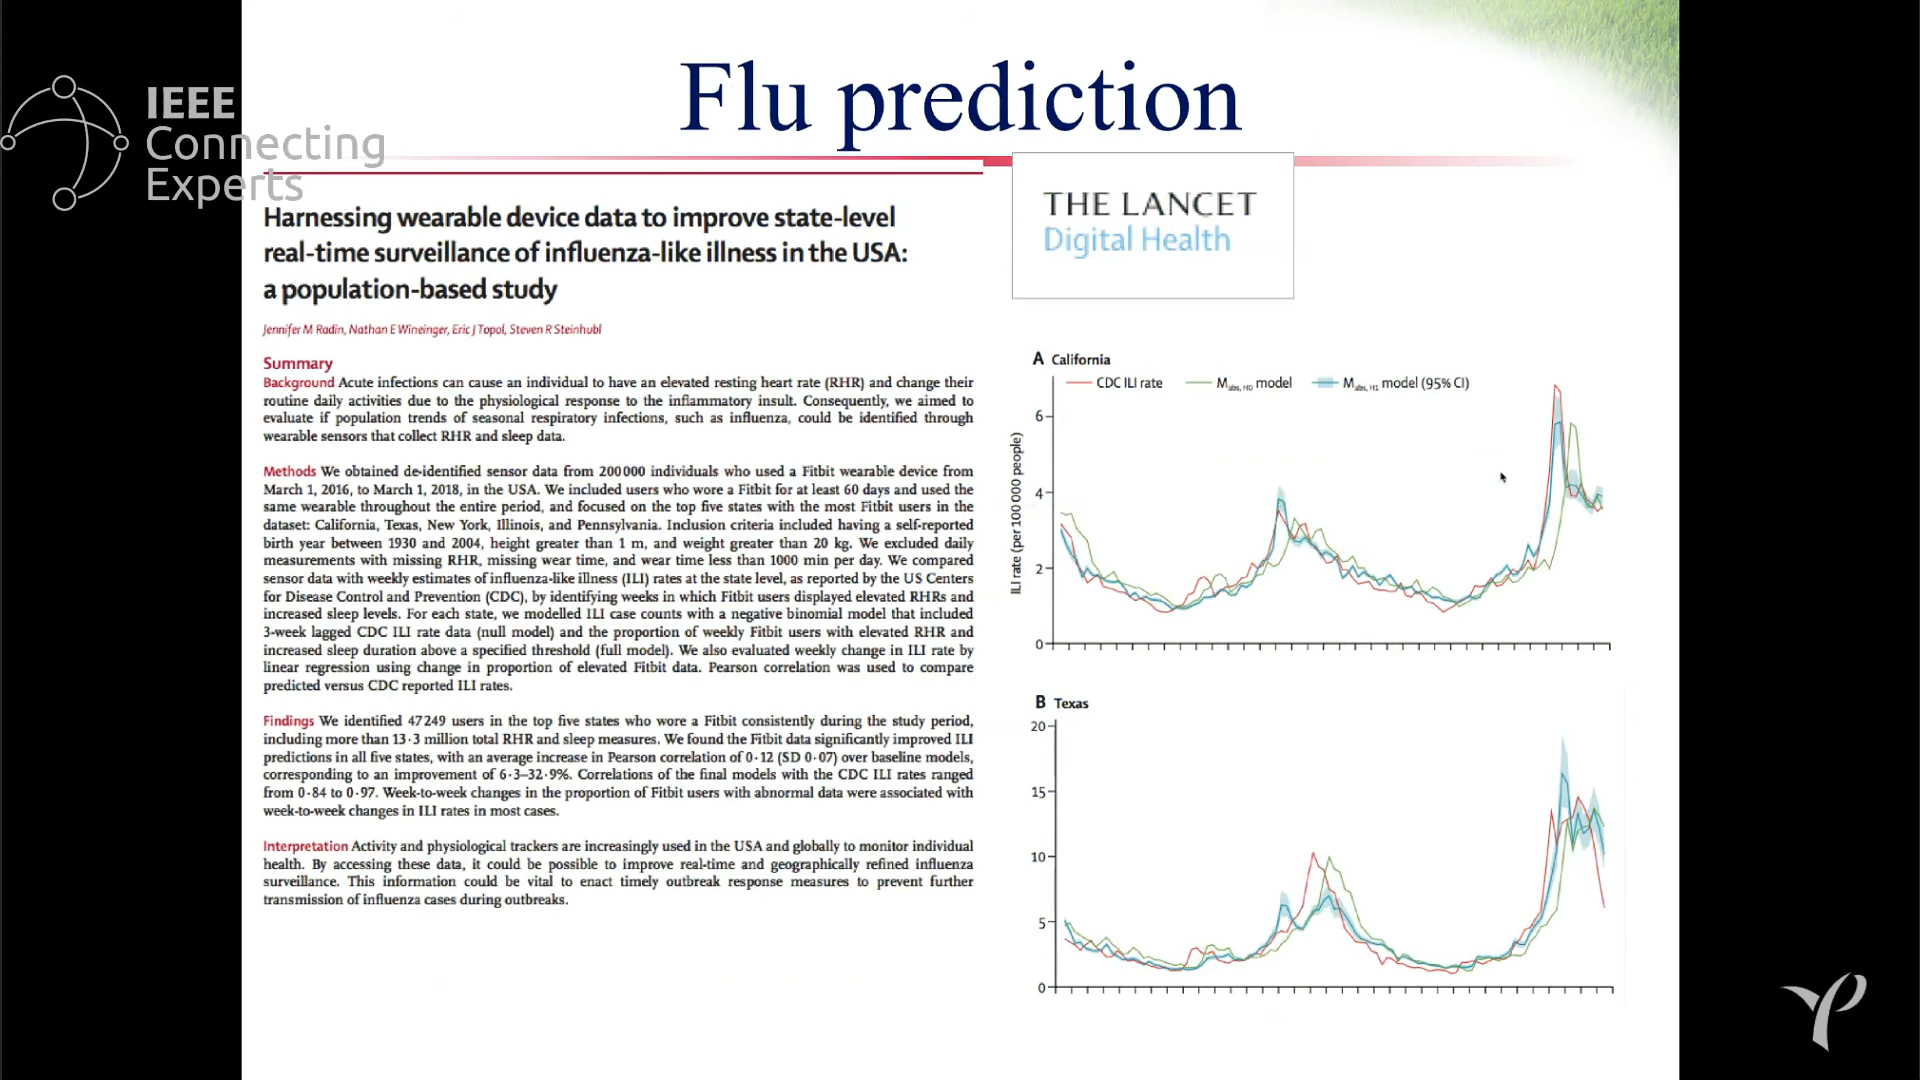 Flu prediction
IEEE
Connecting
Experts
THE LANCET
Digital Health
Harnessing wearable device data to improve state-level
real-time surveillance of influenza-like illness in the USA:
a population-based study
Jennifer M Radin, Nathan E Wineinger, Eric J Topol, Steven R Steinhubl
Summary
Background Acute infections can cause an individual to have an elevated resting heart rate (RHR) and change their
routine daily activities due to the physiological response to the inflammatory insult. Consequently, we aimed to
evaluate if population trends of seasonal respiratory infections, such as influenza, could be identified through
wearable sensors that collect RHR and sleep data.
Methods We obtained de-identified sensor data from 200 000 individuals who used a Fitbit wearable device from
March 1, 2016, to March 1, 2018, in the USA. We included users who wore a Fitbit for at least 60 days and used the
same wearable throughout the entire period, and focused on the top five states with the most Fitbit users in the
dataset: California, Texas, New York, Illinois, and Pennsylvania. Inclusion criteria included having a self-reported
birth year between 1930 and 2004, height greater than 1 m, and weight greater than 20 kg. We excluded daily
measurements with missing RHR, missing wear time, and wear time less than 1000 min per day. We compared
sensor data with weekly estimates of influenza-like illness (ILI) rates at the state level, as reported by the US Centers
for Disease Control and Prevention (CDC), by identifying weeks in which Fitbit users displayed elevated RHRs and
increased sleep levels. For each state, we modelled ILI case counts with a negative binomial model that included
3-week lagged CDC ILI rate data (null model) and the proportion of weekly Fitbit users with elevated RHR and
increased sleep duration above a specified threshold (full model). We also evaluated weekly change in ILI rate by
linear regression using change in proportion of elevated Fitbit data. Pearson correlation was used to compare
predicted versus CDC reported ILI rates.
Findings We identified 47 249 users in the top five states who wore a Fitbit consistently during the study period,
including more than 13·3 million total RHR and sleep measures. We found the Fitbit data significantly improved ILI
predictions in all five states, with an average increase in Pearson correlation of 0·12 (SD 0·07) over baseline models,
corresponding to an improvement of 6·3–32·9%. Correlations of the final models with the CDC ILI rates ranged
from 0·84 to 0·97. Week-to-week changes in the proportion of Fitbit users with abnormal data were associated with
week-to-week changes in ILI rates in most cases.
Interpretation Activity and physiological trackers are increasingly used in the USA and globally to monitor individual
health. By accessing these data, it could be possible to improve real-time and geographically refined influenza
surveillance. This information could be vital to enact timely outbreak response measures to prevent further
transmission of influenza cases during outbreaks.
A California
CDC ILI rate Mabs, H0 model Mabs, H1 model (95% CI)
ILI rate (per 100 000 people)
6
4
2
0
B Texas
20
15
10
5
0